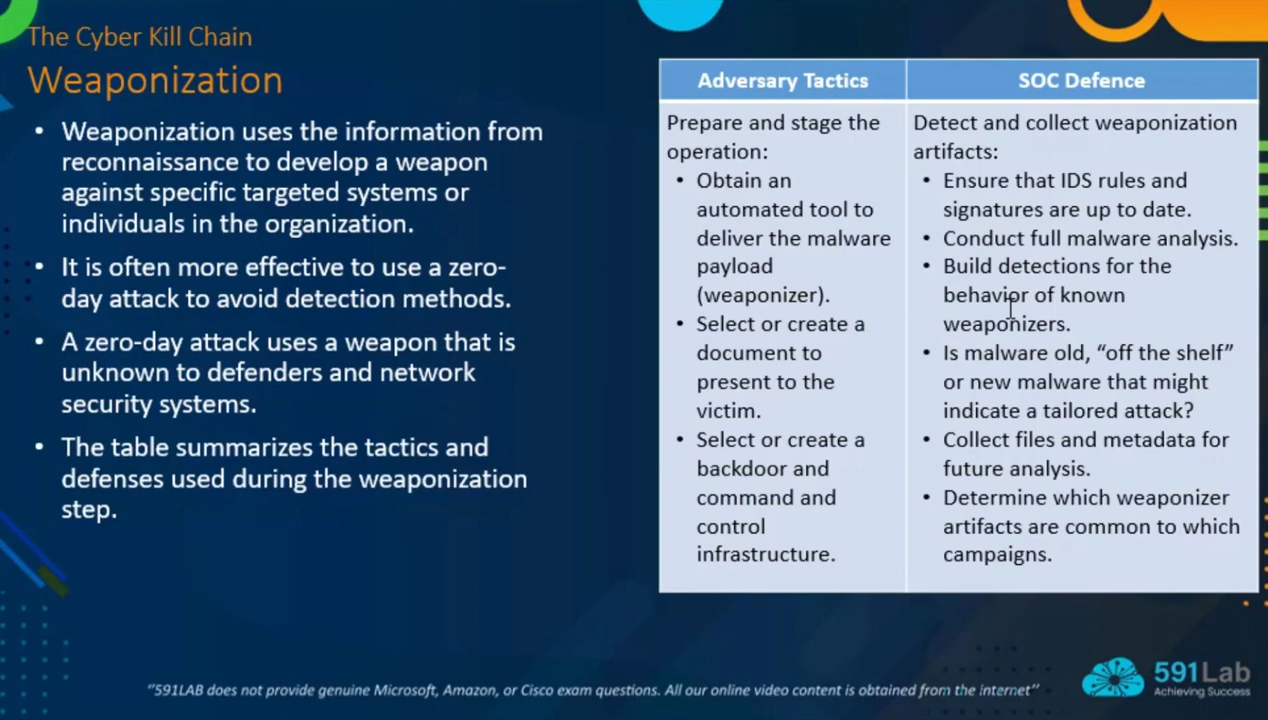 The Cyber Kill Chain
Weaponization
• Weaponization uses the information from
reconnaissance to develop a weapon
against specific targeted systems or
individuals in the organization.
• It is often more effective to use a zero-
day attack to avoid detection methods.
• A zero-day attack uses a weapon that is
unknown to defenders and network
security systems.
• The table summarizes the tactics and
defenses used during the weaponization
step.
Adversary Tactics
Prepare and stage the
operation:
• Obtain an
automated tool to
deliver the malware
payload
(weaponizer).
• Select or create a
document to
present to the
victim.
• Select or create a
backdoor and
command and
control
infrastructure.
SOC Defence
Detect and collect weaponization
artifacts:
• Ensure that IDS rules and
signatures are up to date.
• Conduct full malware analysis.
• Build detections for the
behavior of known
weaponizers.
• Is malware old, “off the shelf”
or new malware that might
indicate a tailored attack?
• Collect files and metadata for
future analysis.
• Determine which weaponizer
artifacts are common to which
campaigns.
"591LAB does not provide genuine Microsoft, Amazon, or Cisco exam questions. All our online video content is obtained from the internet"
591Lab
Achieving Success